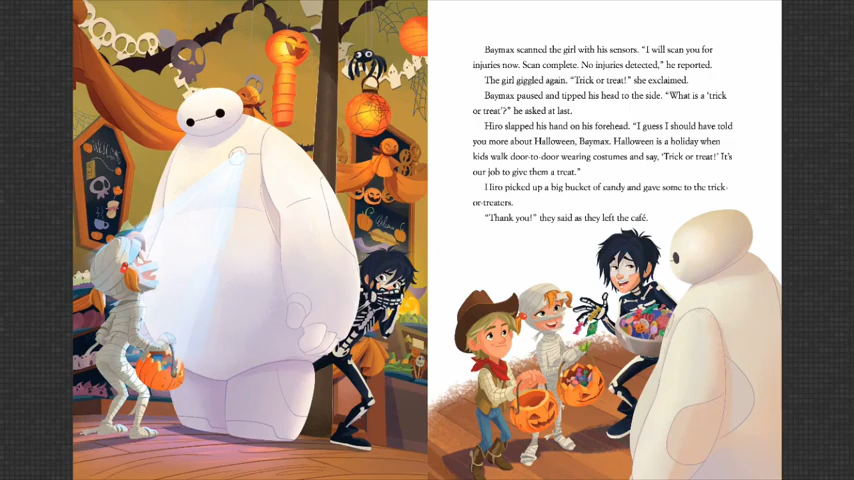 Baymax scanned the girl with his sensors. “I will scan you for
injuries now. Scan complete. No injuries detected,” he reported.
The girl giggled again. “Trick or treat!” she exclaimed.
Baymax paused and tipped his head to the side. “What is a ‘trick
or treat’?” he asked at last.
Hiro slapped his hand on his forehead. “I guess I should have told
you more about Halloween, Baymax. Halloween is a holiday when
kids walk door-to-door wearing costumes and say, ‘Trick or treat!’ It’s
our job to give them a treat.”
Hiro picked up a big bucket of candy and gave some to the trick-
or-treaters.
“Thank you!” they said as they left the café.